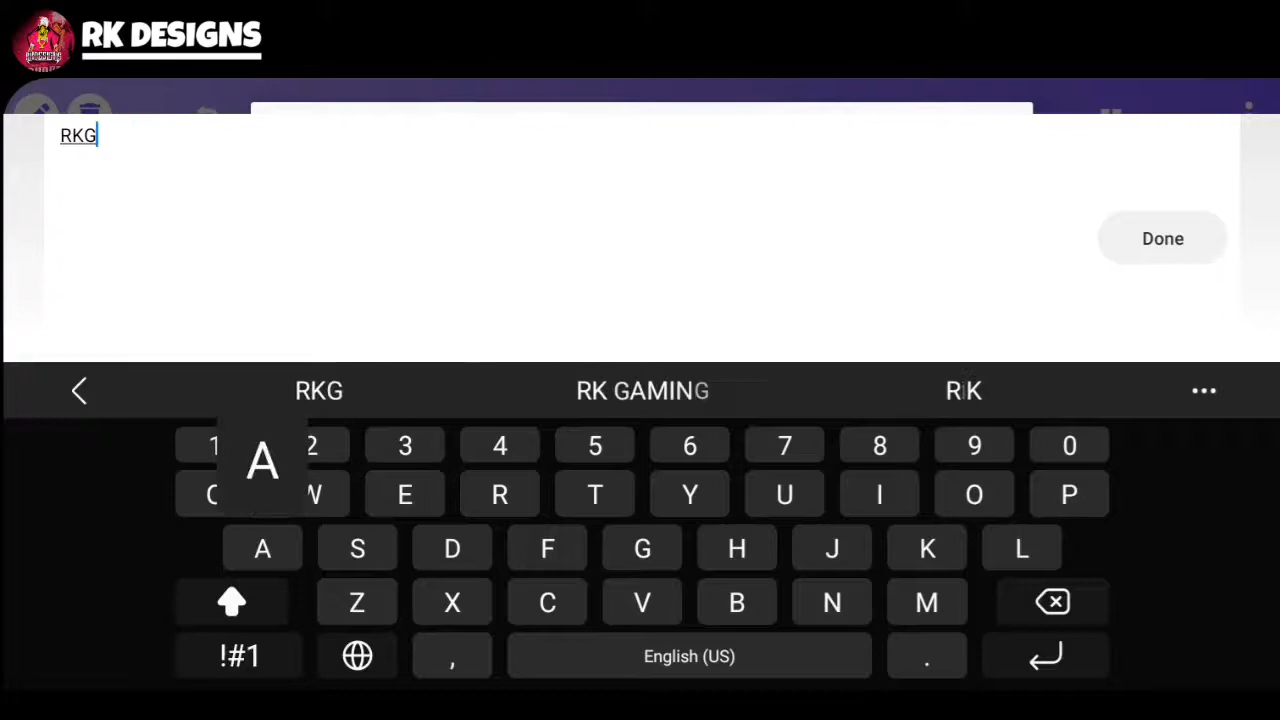 RK DESIGNS
RKG
Done
RKG RK GAMING RK
A
1 2 3 4 5 6 7 8 9 0
W E R T Y U I O P
A S D F G H J K L
Z X C V B N M
!#1 , English (US) .